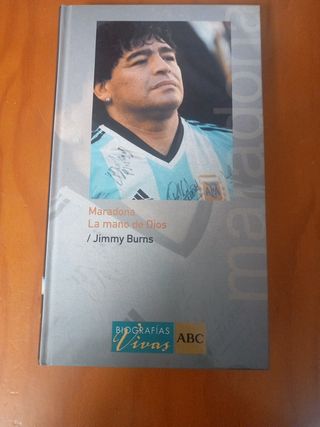 maradona
Maradona
La mano de Dios
/ Jimmy Burns
BIOGRAFÍAS
Vivas
ABC